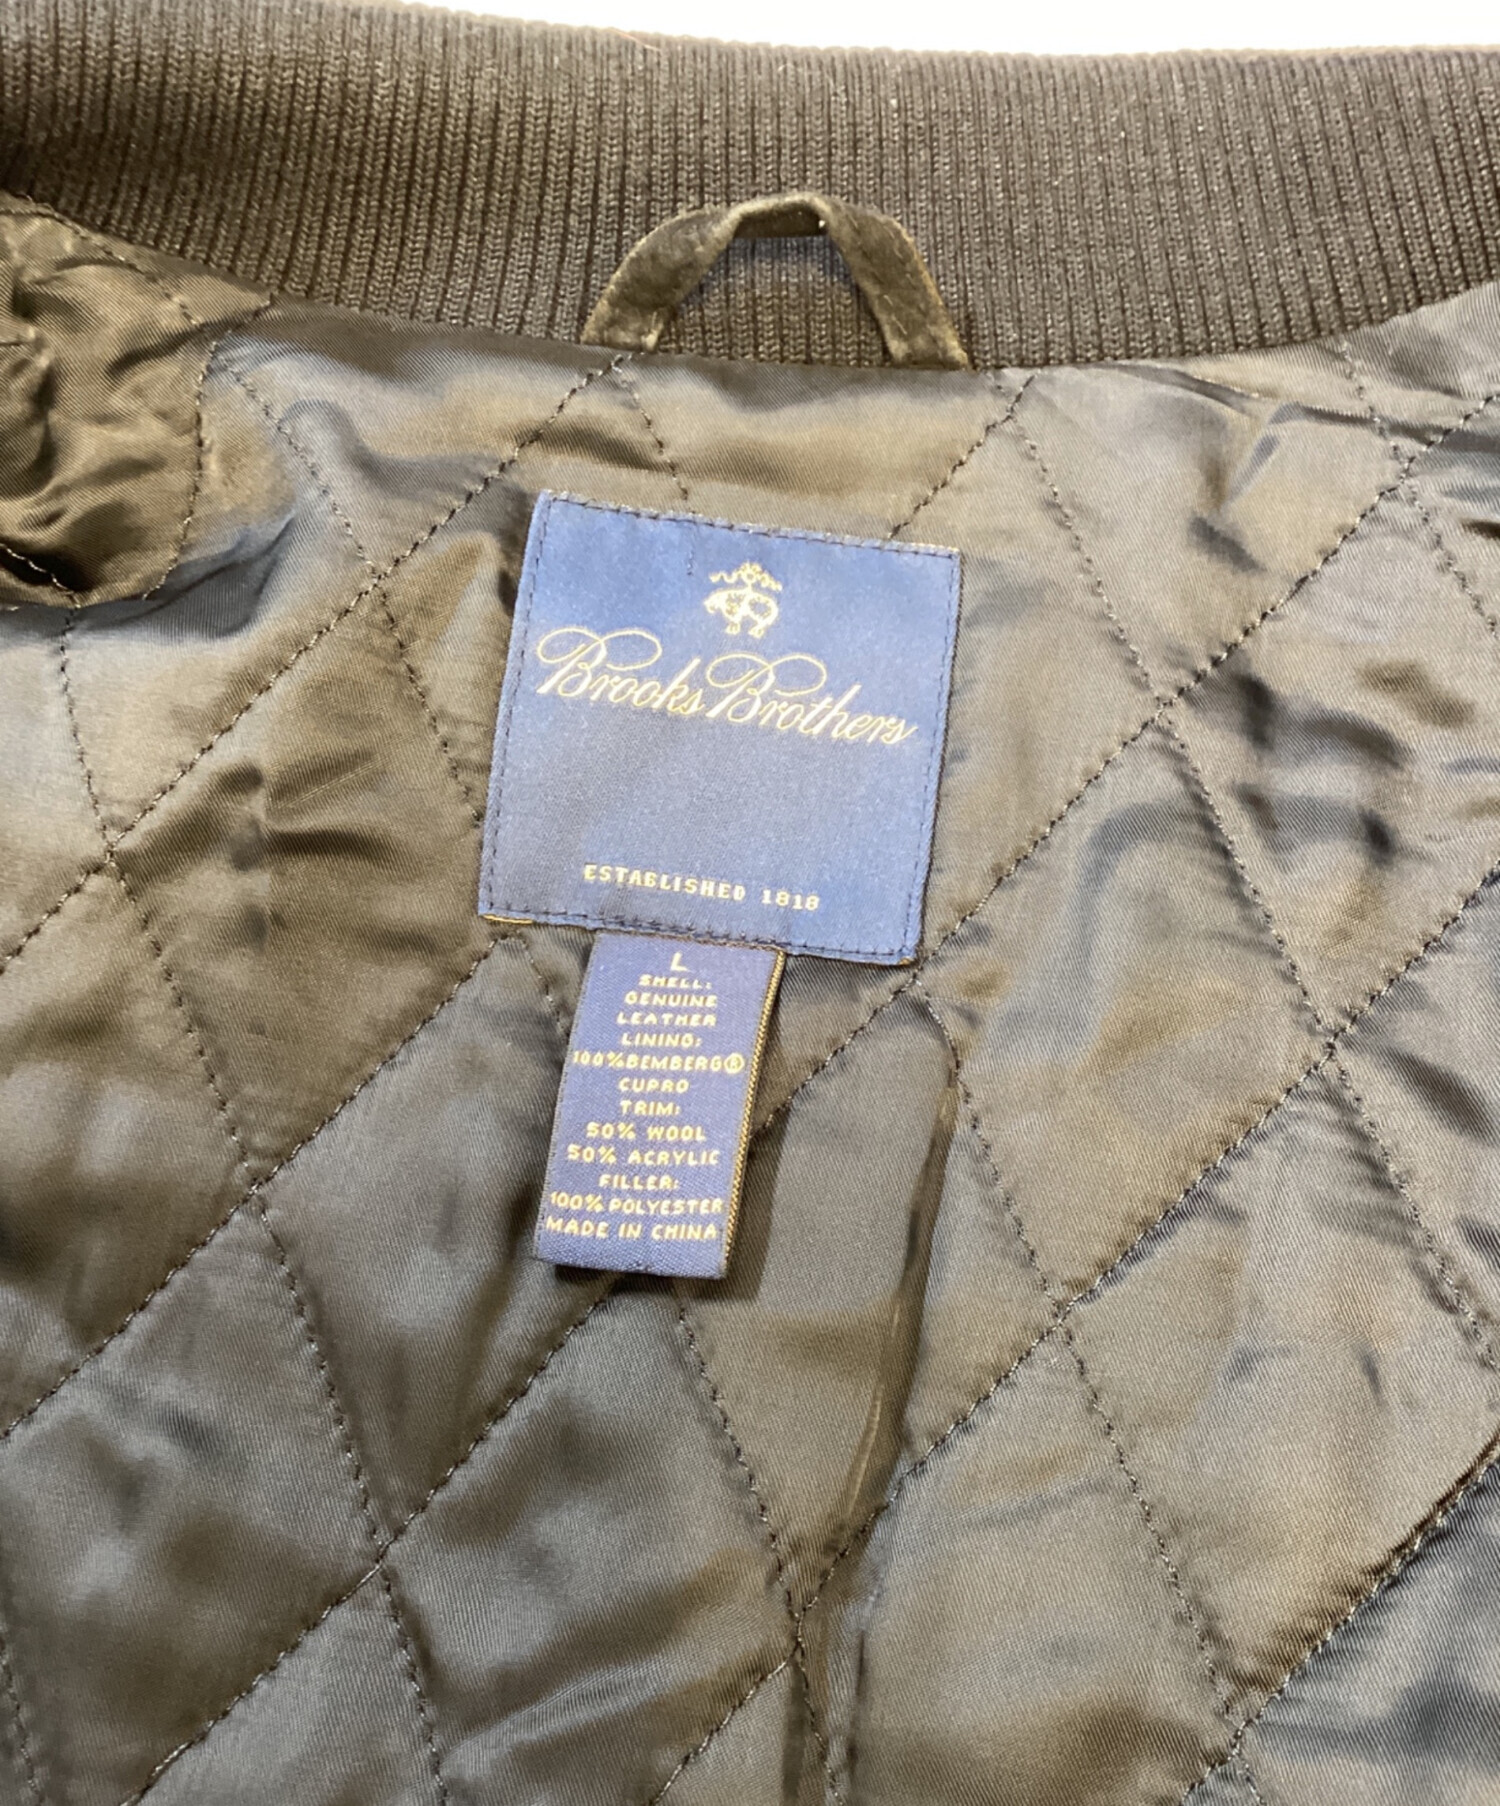 Brooks Brothers
ESTABLISHED 1818
L
SHELL:
GENUINE
LEATHER
LINING:
100%BEMBERG®
CUPRO
TRIM:
50% WOOL
50% ACRYLIC
FILLER:
100% POLYESTER
MADE IN CHINA